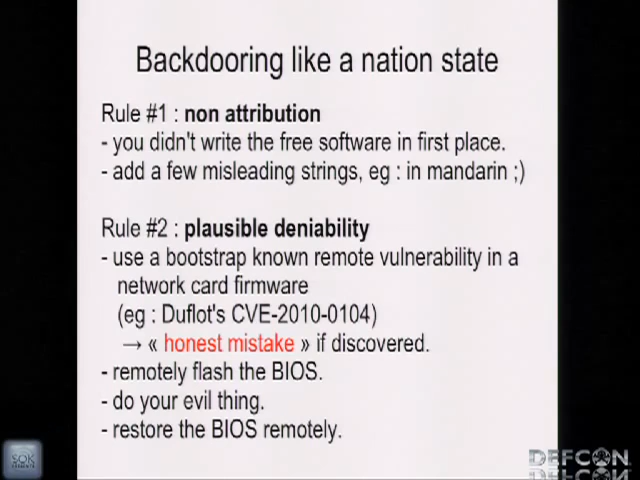 Backdooring like a nation state
Rule #1 : non attribution
- you didn't write the free software in first place.
- add a few misleading strings, eg : in mandarin ;)
Rule #2 : plausible deniability
- use a bootstrap known remote vulnerability in a
network card firmware
(eg : Duflot's CVE-2010-0104)
→ « honest mistake » if discovered.
- remotely flash the BIOS.
- do your evil thing.
- restore the BIOS remotely.
SOK
DEFCON